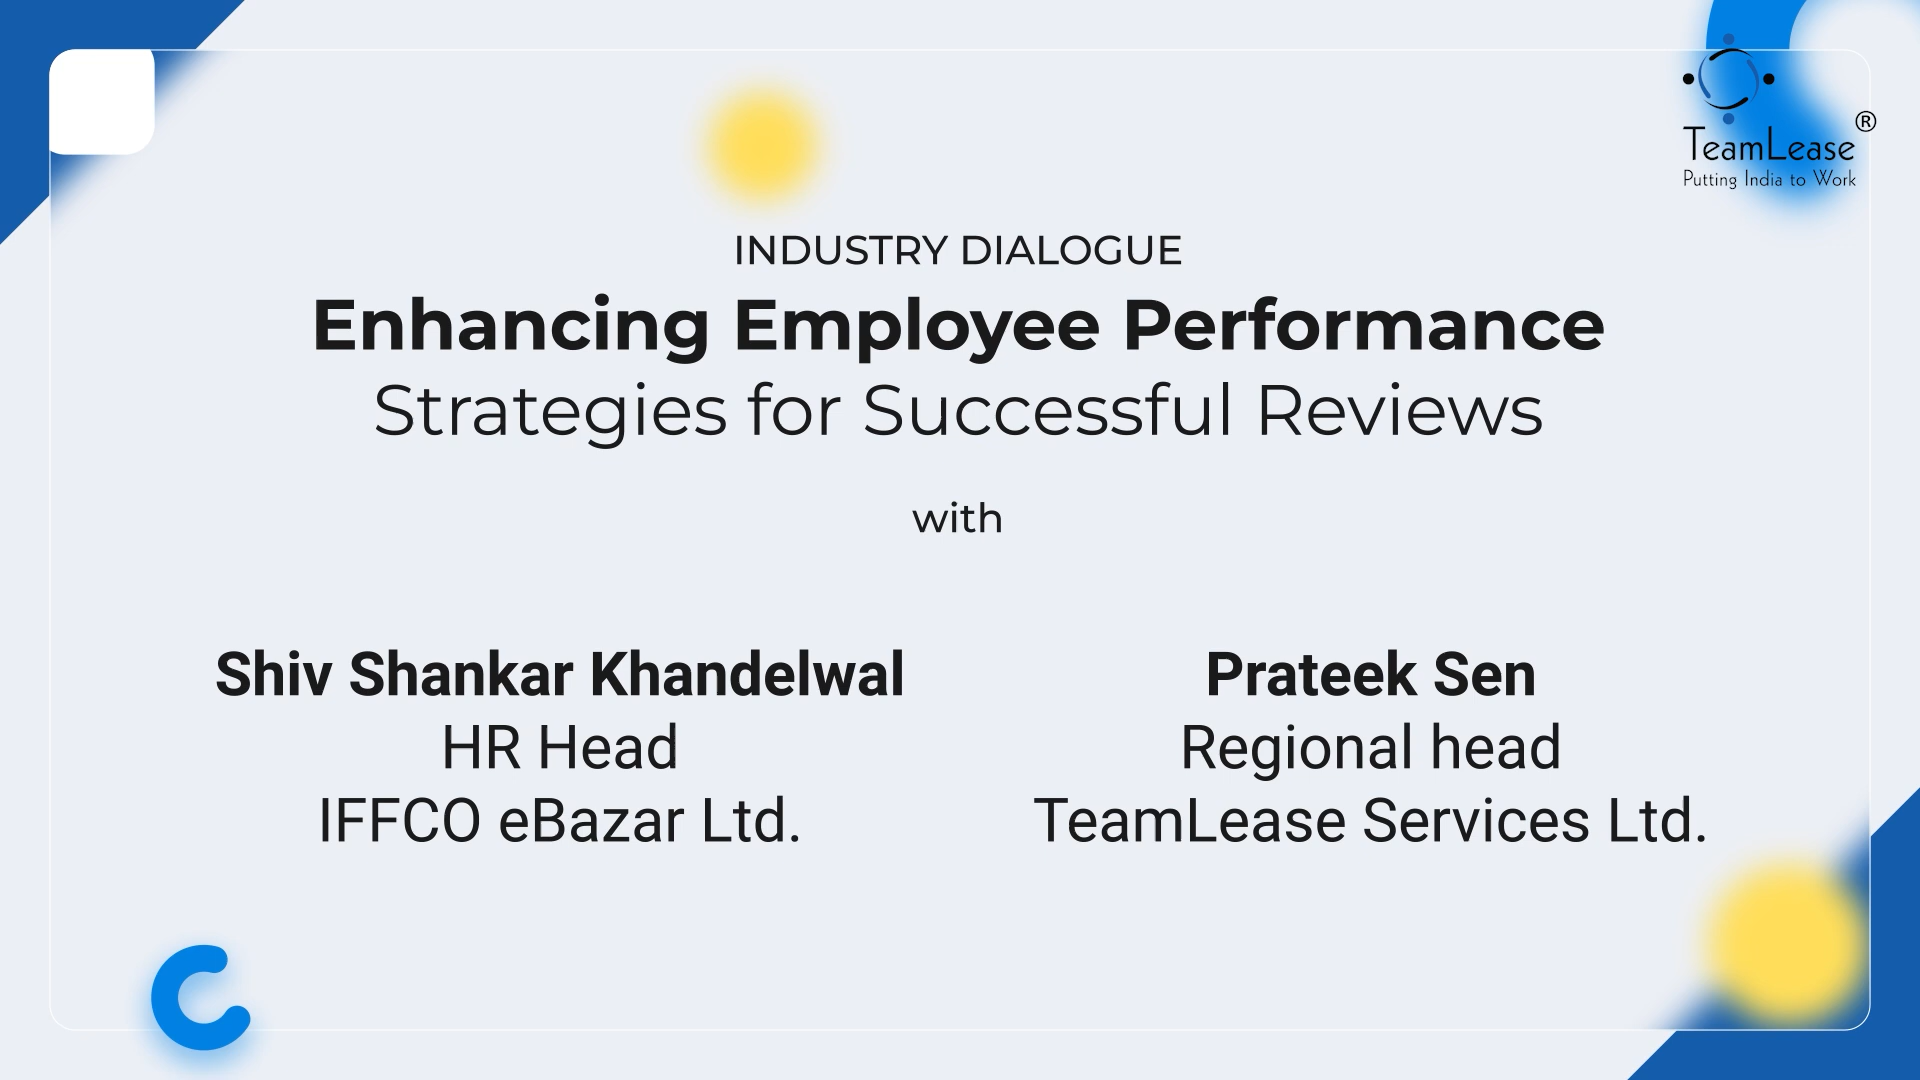 TeamLease®
Putting India to Work
INDUSTRY DIALOGUE
Enhancing Employee Performance
Strategies for Successful Reviews
with
Shiv Shankar Khandelwal
HR Head
IFFCO eBazar Ltd.
Prateek Sen
Regional head
TeamLease Services Ltd.